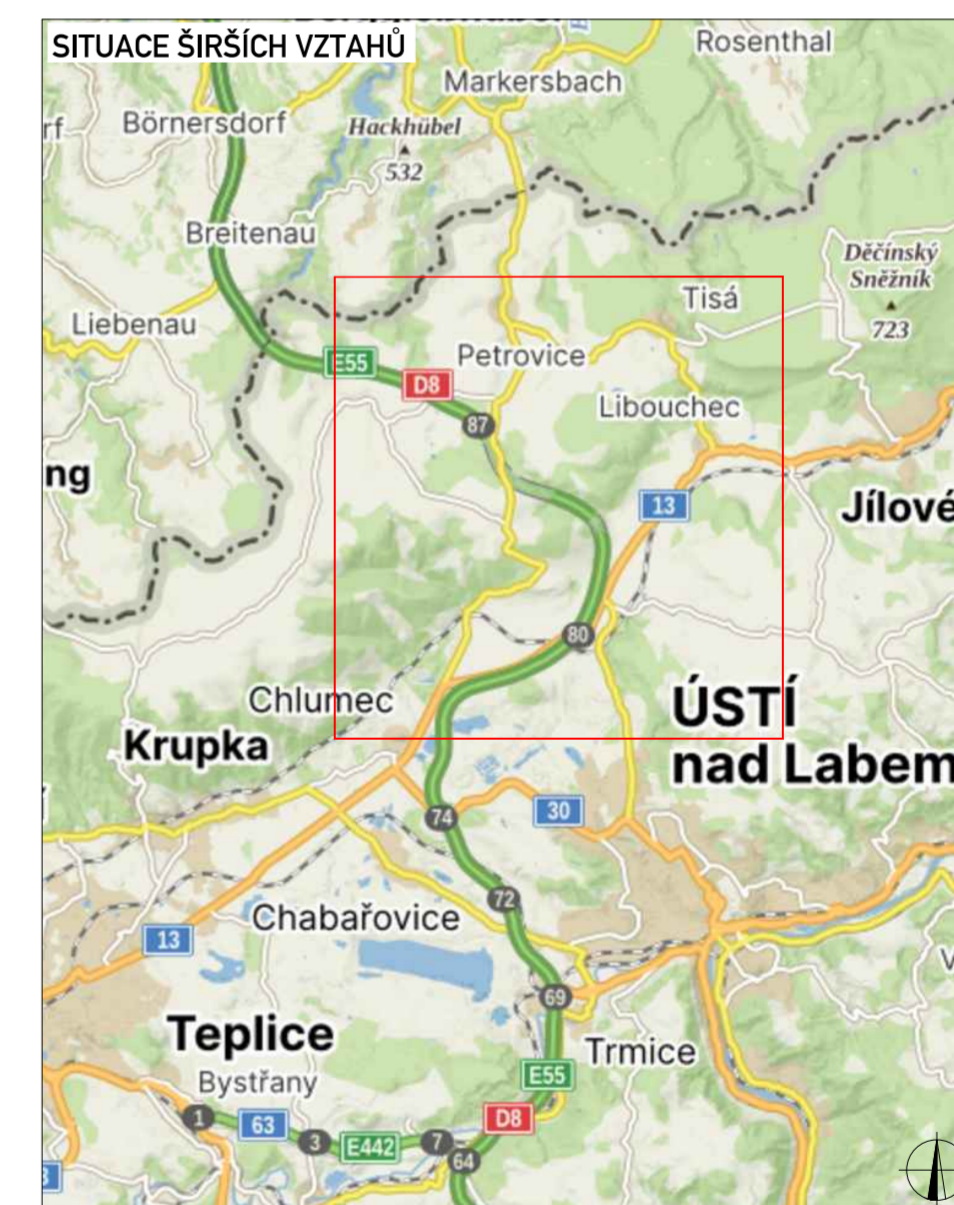 SITUACE ŠIRŠÍCH VZTAHŮ
Rosenthal
Markersbach
rf
Börnersdorf
Hackhübel
532
Breitenau
Děčínský
Sněžník
723
Tisá
Liebenau
Petrovice
E55
D8
Libouchec
87
ng
13
Jílové
80
Chlumec
ÚSTÍ
nad Labem
Krupka
74
30
72
Chabařovice
13
69
Teplice
Trmice
E55
Bystřany
D8
1
63
3
E442
7
64